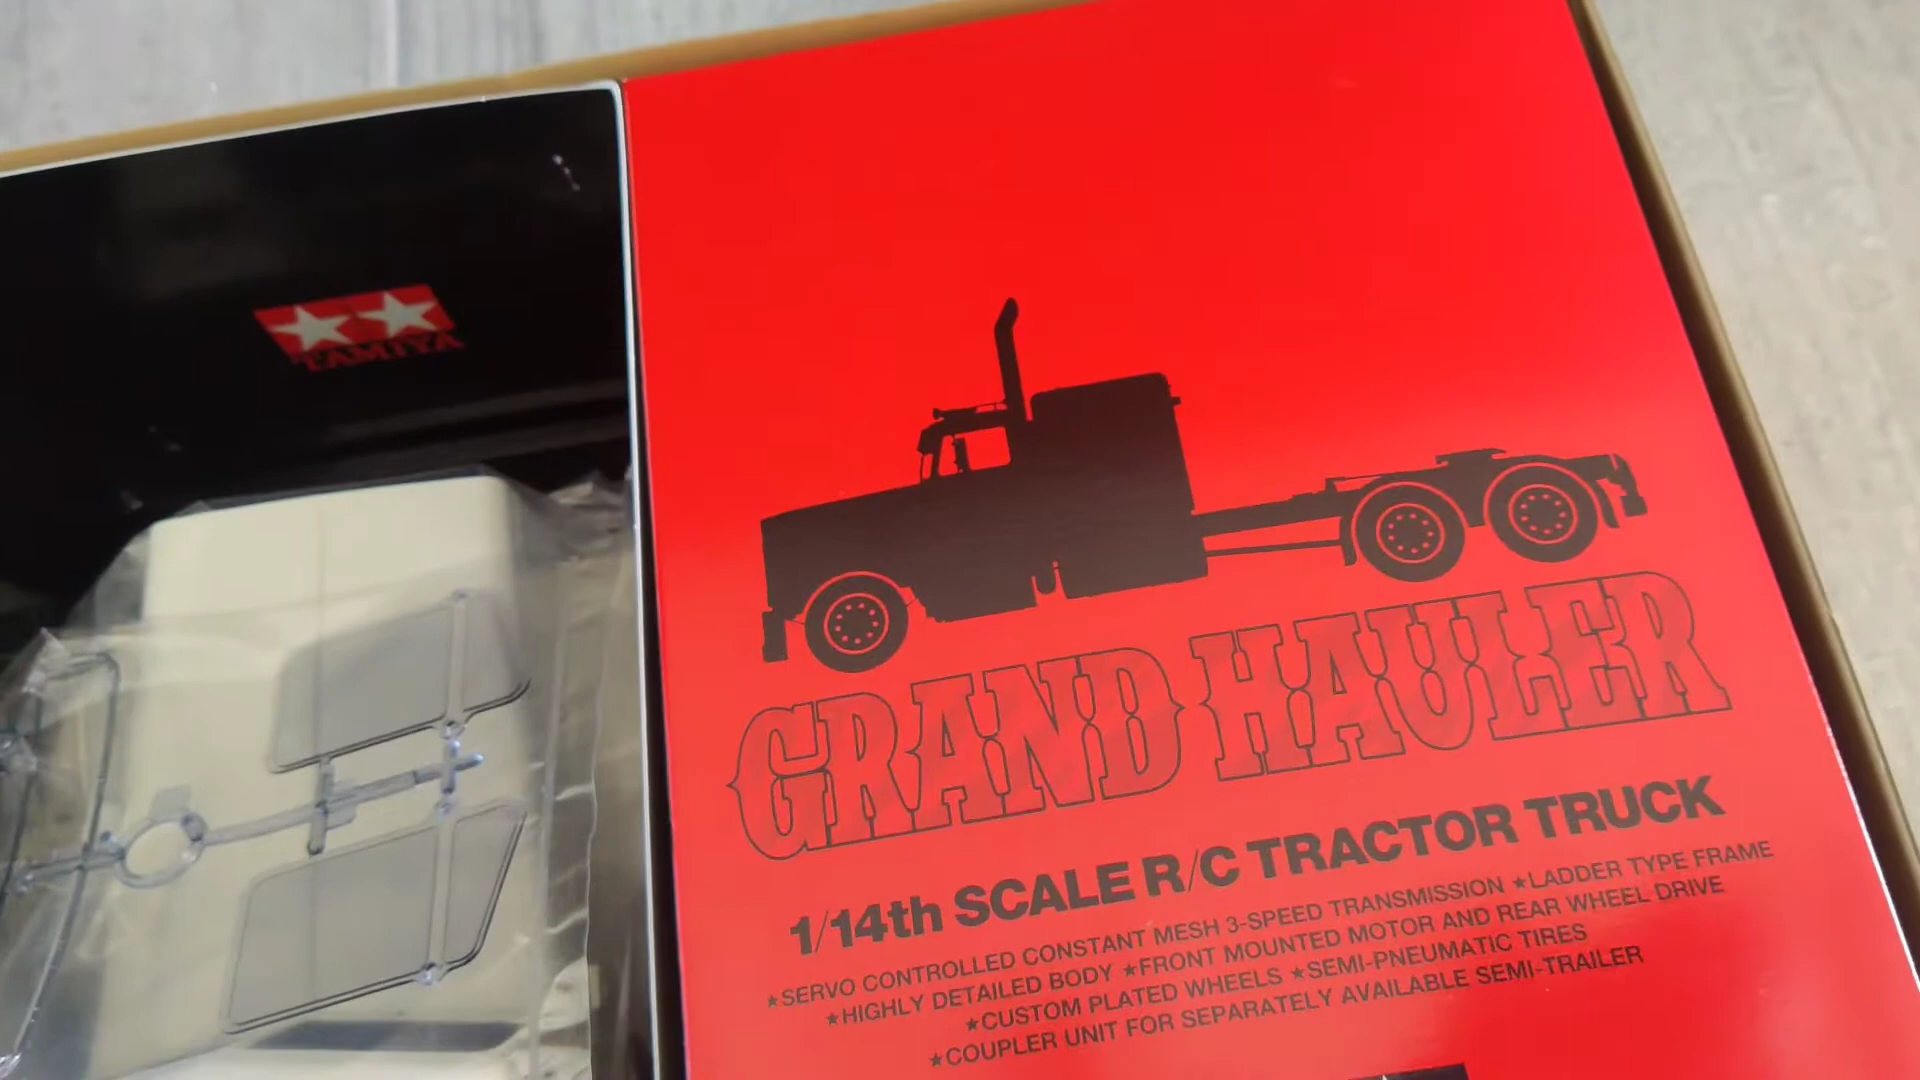 TAMIYA
GRAND HAULER
1/14th SCALE R/C TRACTOR TRUCK
★SERVO CONTROLLED CONSTANT MESH 3-SPEED TRANSMISSION ★LADDER TYPE FRAME
★HIGHLY DETAILED BODY ★FRONT MOUNTED MOTOR AND REAR WHEEL DRIVE
★CUSTOM PLATED WHEELS ★SEMI-PNEUMATIC TIRES
★COUPLER UNIT FOR SEPARATELY AVAILABLE SEMI-TRAILER